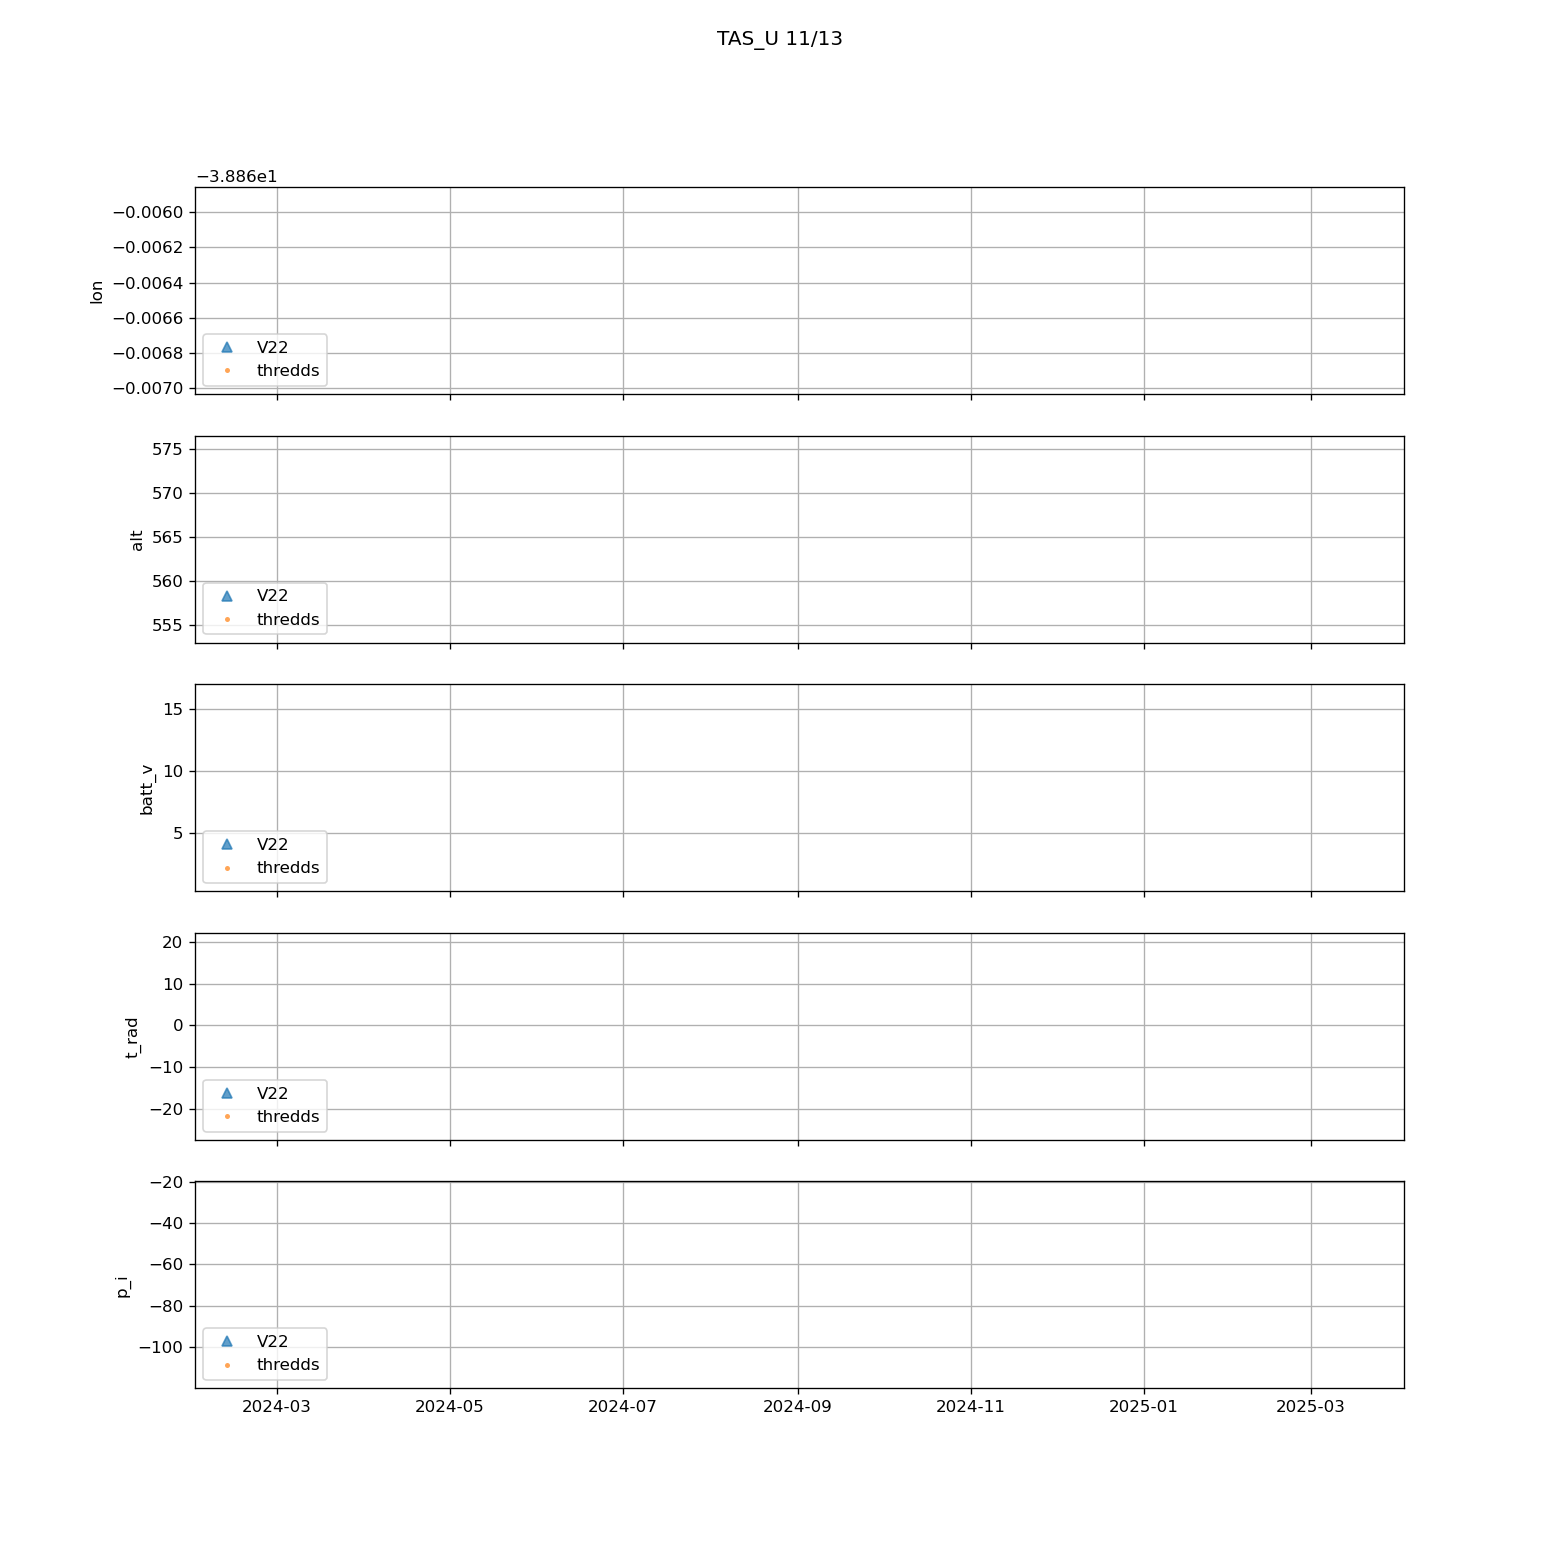 TAS_U 11/13
−3.886e1
−0.0060
−0.0062
−0.0064
−0.0066
−0.0068
−0.0070
lon
V22
thredds
575
570
565
560
555
alt
V22
thredds
15
10
5
batt_v
V22
thredds
20
10
0
−10
−20
t_rad
V22
thredds
−20
−40
−60
−80
−100
p_i
V22
thredds
2024-03 2024-05 2024-07 2024-09 2024-11 2025-01 2025-03